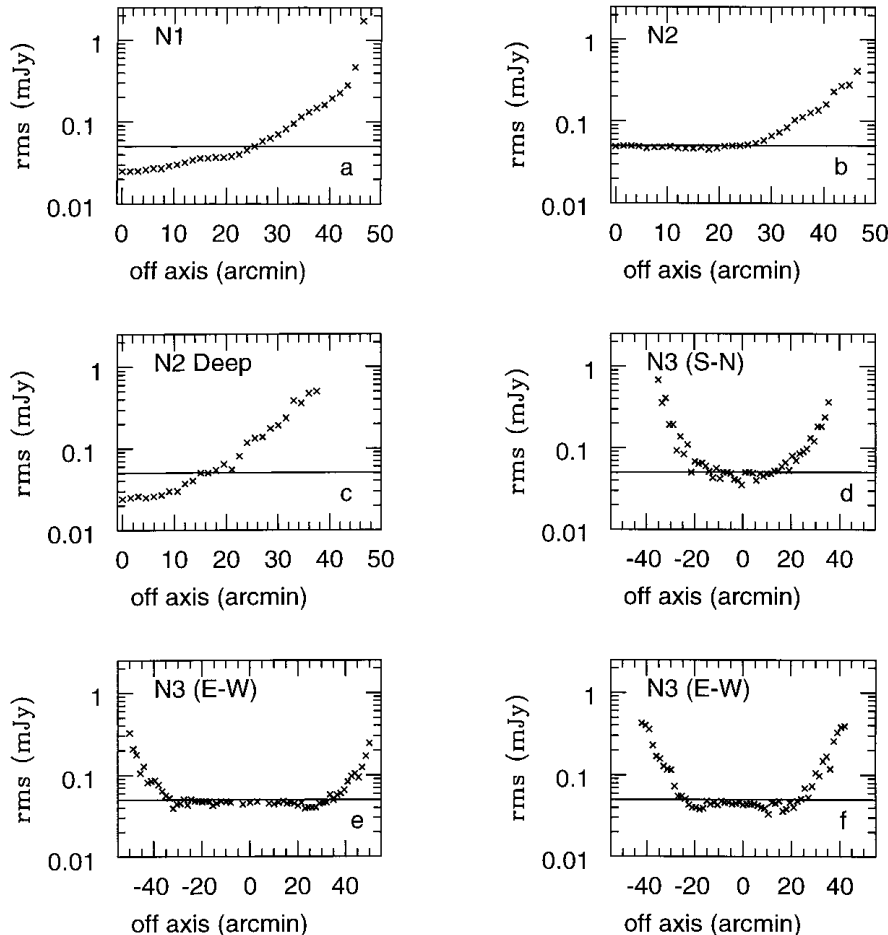 N1
rms (mJy)
1
0.1
0.01
a
0 10 20 30 40 50
off axis (arcmin)
N2
rms (mJy)
1
0.1
0.01
b
0 10 20 30 40 50
off axis (arcmin)
N2 Deep
rms (mJy)
1
0.1
0.01
c
0 10 20 30 40 50
off axis (arcmin)
N3 (S-N)
rms (mJy)
1
0.1
0.01
d
-40 -20 0 20 40
off axis (arcmin)
N3 (E-W)
rms (mJy)
1
0.1
0.01
e
-40 -20 0 20 40
off axis (arcmin)
N3 (E-W)
rms (mJy)
1
0.1
0.01
f
-40 -20 0 20 40
off axis (arcmin)